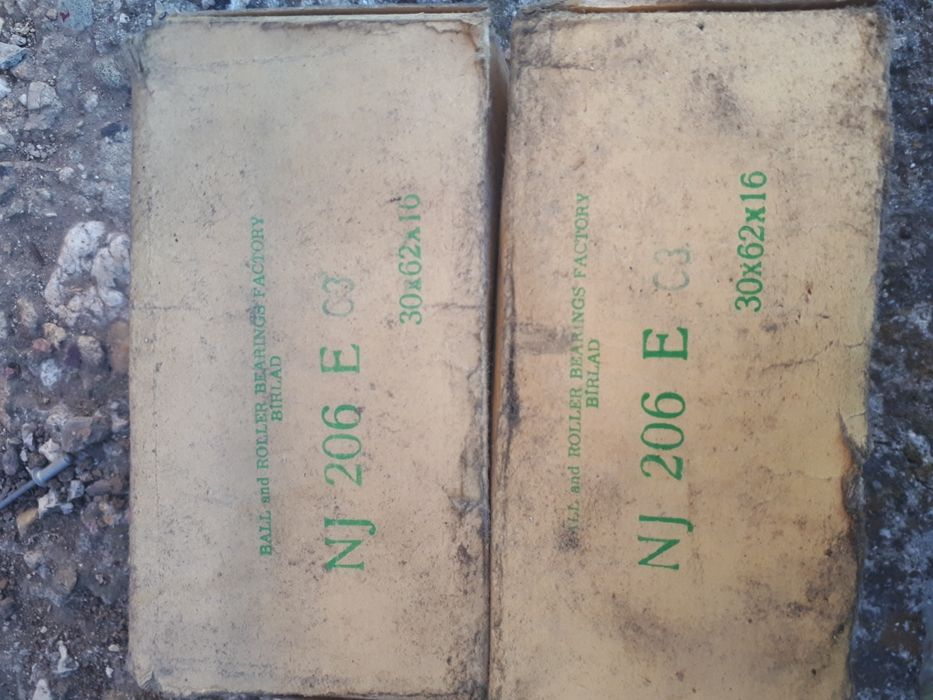 BALL and ROLLER BEARINGS FACTORY
BIRLAD
NJ 206 E C3
30x62x16
BALL and ROLLER BEARINGS FACTORY
BIRLAD
NJ 206 E C3
30x62x16